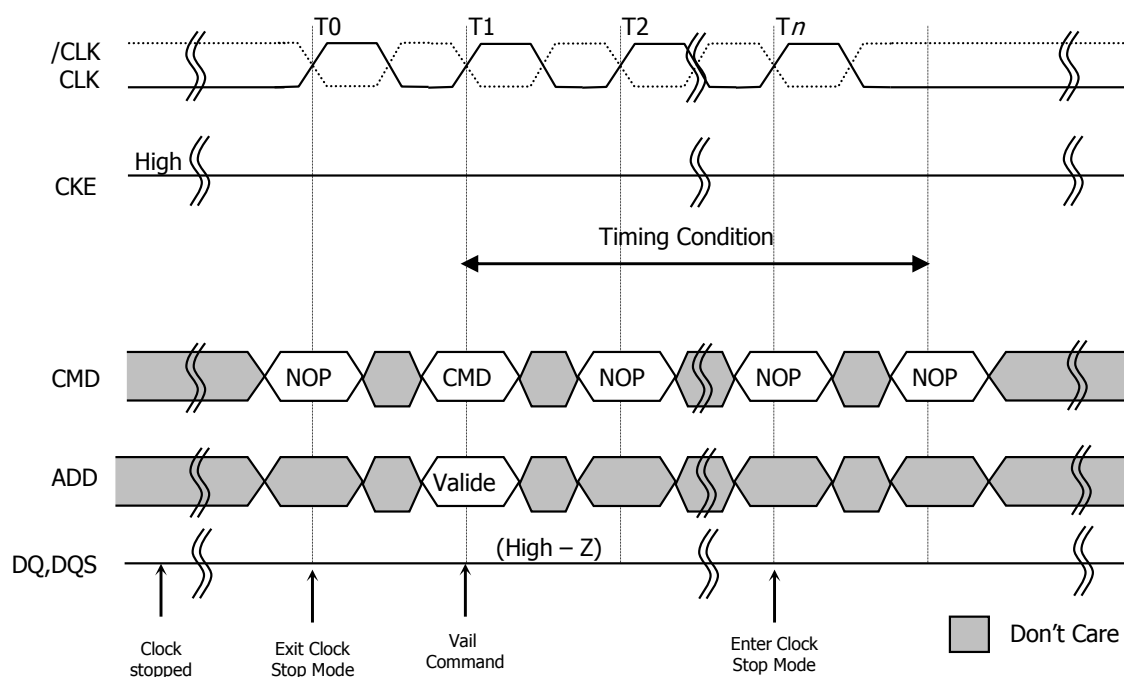 T0 T1 T2 Tn
/CLK
CLK
High
CKE
Timing Condition
CMD NOP CMD NOP NOP NOP
ADD Valide
(High – Z)
DQ,DQS
Clock
stopped
Exit Clock
Stop Mode
Vail
Command
Enter Clock
Stop Mode
Don't Care